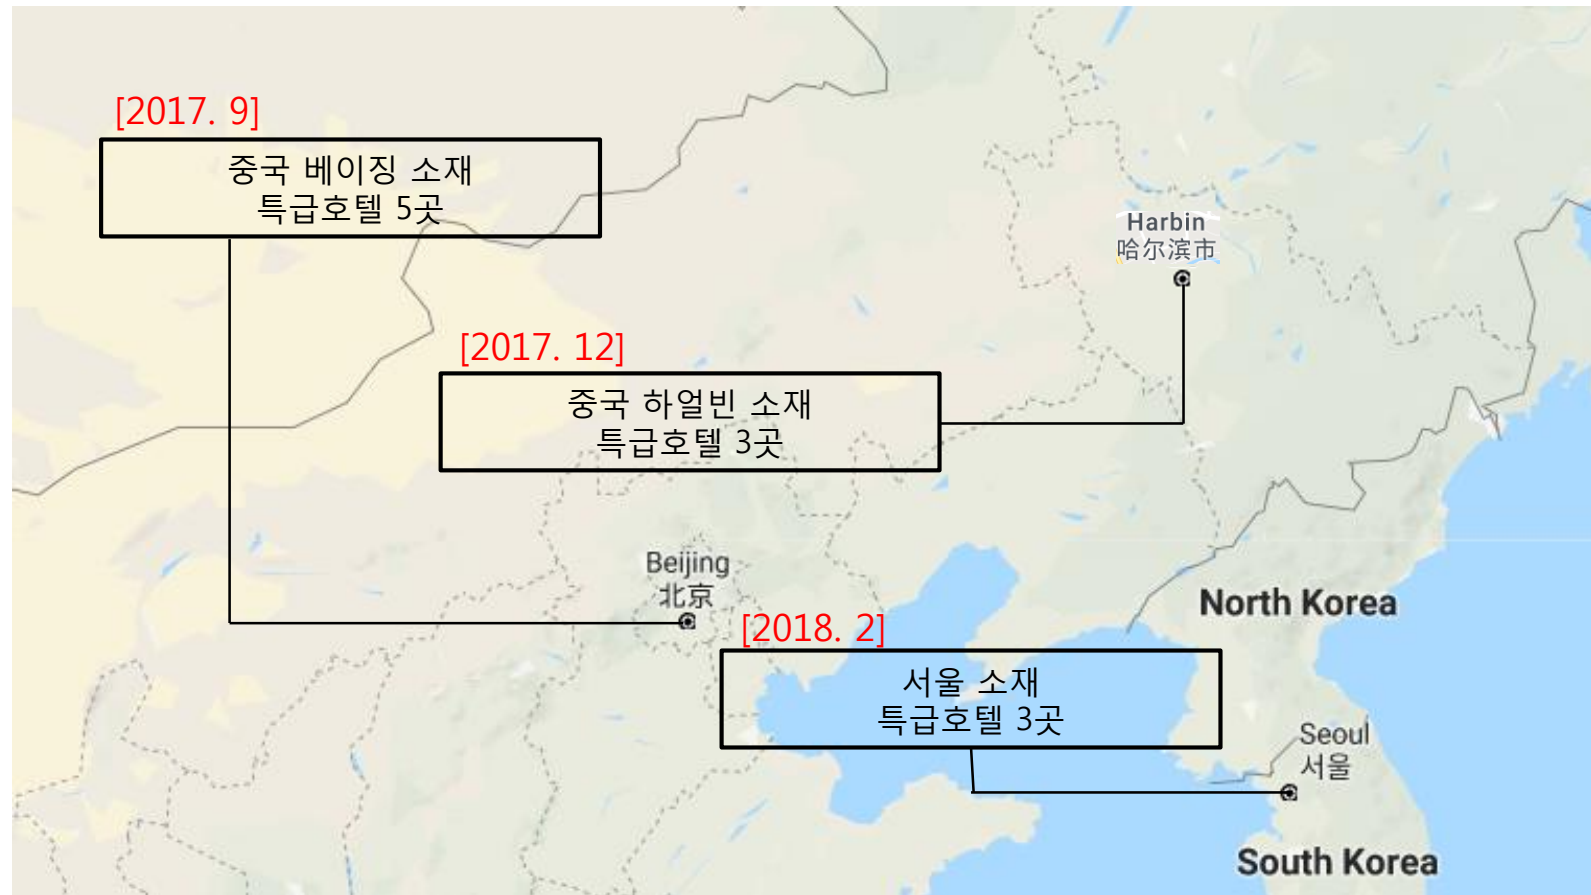 [2017. 9]
중국 베이징 소재
특급호텔 5곳
Harbin
哈尔滨市
[2017. 12]
중국 하얼빈 소재
특급호텔 3곳
Beijing
北京
North Korea
[2018. 2]
서울 소재
특급호텔 3곳
Seoul
서울
South Korea